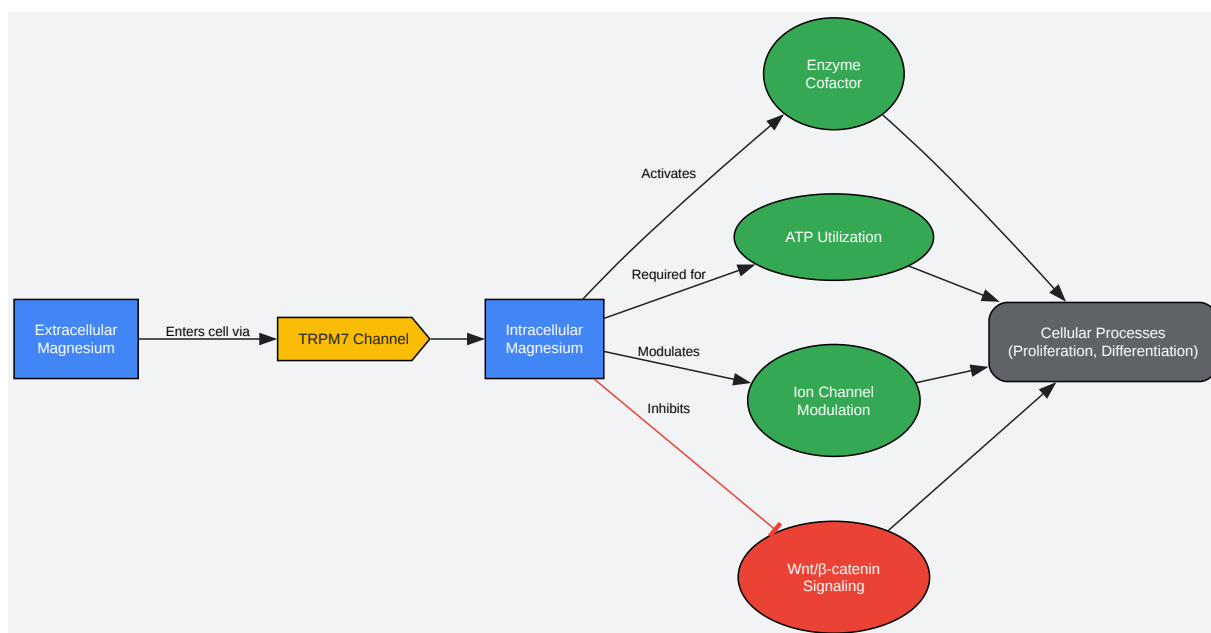 Enzyme
Cofactor
Activates
ATP Utilization
Required for
Extracellular
Magnesium
Enters cell via
TRPM7 Channel
Intracellular
Magnesium
Cellular Processes
(Proliferation, Differentiation)
Modulates
Ion Channel
Modulation
Inhibits
Wnt/β-catenin
Signaling